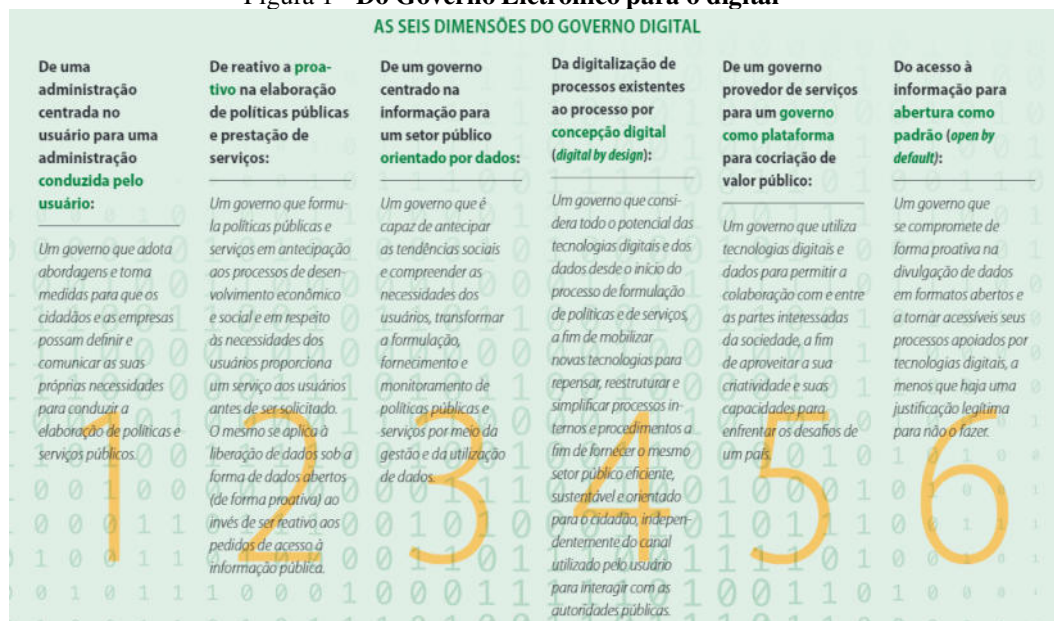 Figura 1 - Do Governo Eletrônico para o digital
AS SEIS DIMENSÕES DO GOVERNO DIGITAL
De uma
administração
centrada no
usuário para uma
administração
conduzida pelo
usuário:
Um governo que adota
abordagens e toma
medidas para que os
cidadãos e as empresas
possam definir e
comunicar as suas
próprias necessidades
para conduzir a
elaboração de políticas e
serviços públicos.
1
De reativo a proa-
tivo na elaboração
de políticas públicas
e prestação de
serviços:
Um governo que formu-
la políticas públicas e
serviços em antecipação
aos processos de desen-
volvimento econômico
e social e em respeito
às necessidades dos
usuários proporciona
um serviço aos usuários
antes de ser solicitado.
O mesmo se aplica à
liberação de dados sob a
forma de dados abertos
(de forma proativa) ao
invés de ser reativo aos
pedidos de acesso à
informação pública.
2
De um governo
centrado na
informação para
um setor público
orientado por dados:
Um governo que é
capaz de antecipar
as tendências sociais
e compreender as
necessidades dos
usuários, transformar
a formulação,
fornecimento e
monitoramento de
políticas públicas e
serviços por meio da
gestão e da utilização
de dados.
3
Da digitalização de
processos existentes
ao processo por
concepção digital
(digital by design):
Um governo que consi-
dera todo o potencial das
tecnologias digitais e dos
dados desde o início do
processo de formulação
de políticas e de serviços,
a fim de mobilizar
novas tecnologias para
repensar, reestruturar e
simplificar processos in-
ternos e procedimentos a
fim de fornecer o mesmo
setor público eficiente,
sustentável e orientado
para o cidadão, indepen-
dentemente do canal
utilizado pelo usuário
para interagir com as
autoridades públicas.
4
De um governo
provedor de serviços
para um governo
como plataforma
para cocriação de
valor público:
Um governo que utiliza
tecnologias digitais e
dados para permitir a
colaboração com e entre
as partes interessadas
da sociedade, a fim
de aproveitar a sua
criatividade e suas
capacidades para
enfrentar os desafios de
um país.
5
Do acesso à
informação para
abertura como
padrão (open by
default):
Um governo que
se compromete de
forma proativa na
divulgação de dados
em formatos abertos e
a tornar acessíveis seus
processos apoiados por
tecnologias digitais, a
menos que haja uma
justificação legítima
para não o fazer.
6